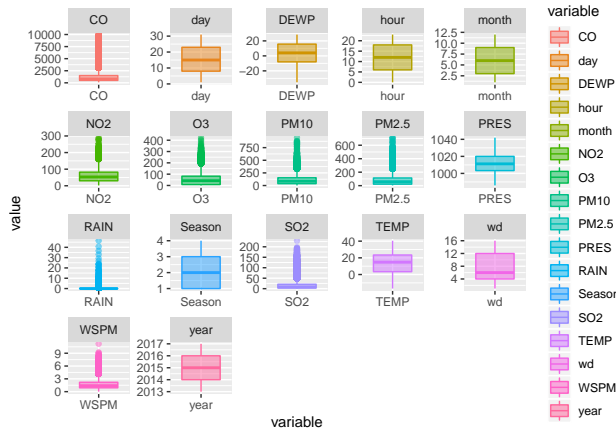 CO day DEWP hour month
10000
7500
5000
2500
0
30
20
10
0
20
0
−20
20
15
10
5
0
12.5
10.0
7.5
5.0
2.5
CO day DEWP hour month
NO2 O3 PM10 PM2.5 PRES
300
200
100
0
400
300
200
100
0
750
500
250
0
600
400
200
0
1040
1020
1000
NO2 O3 PM10 PM2.5 PRES
RAIN Season SO2 TEMP wd
40
30
20
10
0
4
3
2
1
200
150
100
50
0
40
20
0
16
12
8
4
RAIN Season SO2 TEMP wd
WSPM year
9
6
3
0
2017
2016
2015
2014
2013
WSPM year
value
variable
variable
CO
day
DEWP
hour
month
NO2
O3
PM10
PM2.5
PRES
RAIN
Season
SO2
TEMP
wd
WSPM
year